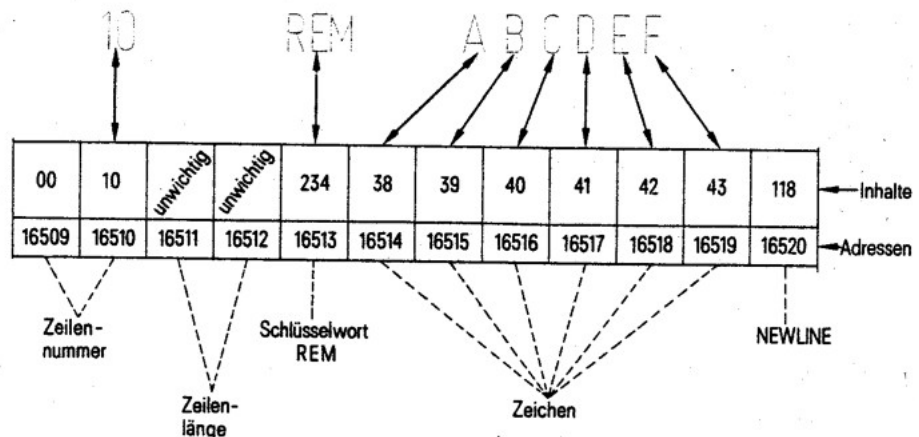 10 REM A B C D E F
00 10 unwichtig unwichtig 234 38 39 40 41 42 43 118 Inhalte
16509 16510 16511 16512 16513 16514 16515 16516 16517 16518 16519 16520 Adressen
Zeilen-
nummer
Schlüsselwort
REM
NEWLINE
Zeilen-
länge
Zeichen